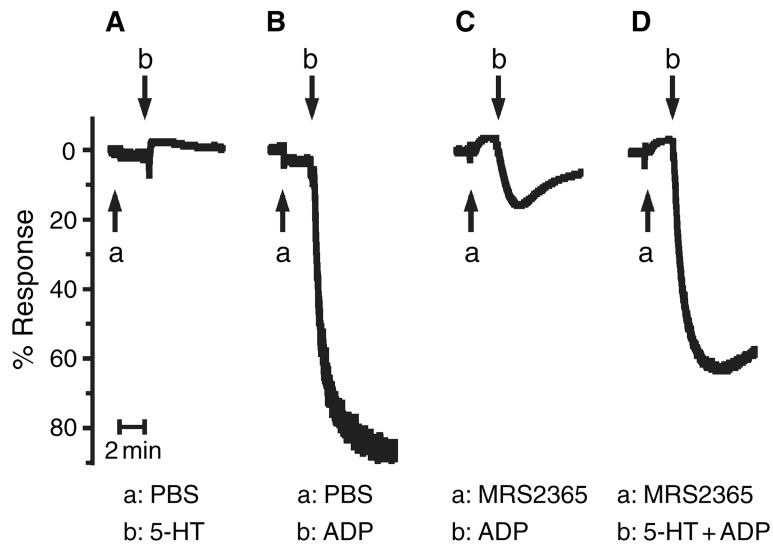 A B C D
b b b b
0
20
40
60
80
% Response
a a a a
2 min
a: PBS a: PBS a: MRS2365 a: MRS2365
b: 5-HT b: ADP b: ADP b: 5-HT + ADP